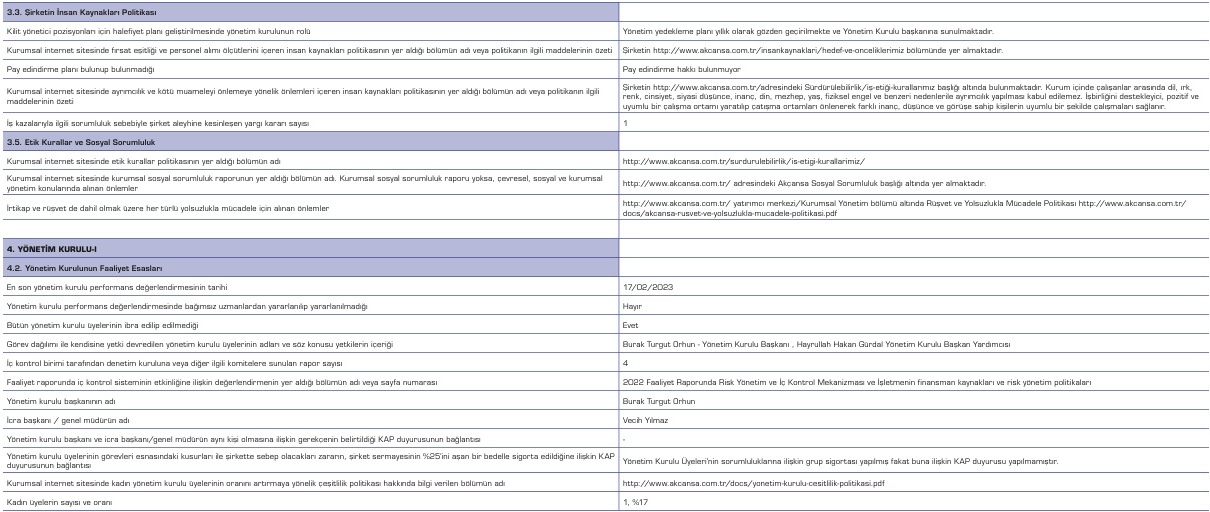 3.3. Şirketin İnsan Kaynakları Politikası
Kilit yönetici pozisyonları için halefiyet planı geliştirilmesinde yönetim kurulunun rolü
Yönetim yedekleme planı yıllık olarak gözden geçirilmekte ve Yönetim Kurulu başkanına sunulmaktadır.
Kurumsal internet sitesinde fırsat eşitliği ve personel alımı ölçütlerini içeren insan kaynakları politikasının yer aldığı bölümün adı veya politikanın ilgili maddelerinin özeti
Şirketin http://www.akcansa.com.tr/insankaynaklari/hedef-ve-onceliklerimiz bölümünde yer almaktadır.
Pay edindirme planı bulunup bulunmadığı
Pay edindirme hakkı bulunmuyor
Kurumsal internet sitesinde ayrımcılık ve kötü muameleyi önlemeye yönelik önlemleri içeren insan kaynakları politikasının yer aldığı bölümün adı veya politikanın ilgili
maddelerinin özeti
Şirketin http://www.akcansa.com.tr/adresindeki Sürdürülebilirlik/is-etigi-kurallarımız başlığı altında bulunmaktadır. Kurum içinde çalışanlar arasında dil, ırk,
renk, cinsiyet, siyasi düşünce, inanç, din, mezhep, yaş, fiziksel engel ve benzeri nedenlerle ayrımcılık yapılması kabul edilemez. İşbirliğini destekleyici, pozitif ve
uyumlu bir çalışma ortamı yaratılıp çatışma ortamları önlenerek farklı inanç, düşünce ve görüşe sahip kişilerin uyumlu bir şekilde çalışmaları sağlanır.
İş kazalarıyla ilgili sorumluluk sebebiyle şirket aleyhine kesinleşen yargı kararı sayısı
1
3.5. Etik Kurallar ve Sosyal Sorumluluk
Kurumsal internet sitesinde etik kurallar politikasının yer aldığı bölümün adı
http://www.akcansa.com.tr/surdurulebilirlik/is-etigi-kurallarimiz/
Kurumsal internet sitesinde kurumsal sosyal sorumluluk raporunun yer aldığı bölümün adı. Kurumsal sosyal sorumluluk raporu yoksa, çevresel, sosyal ve kurumsal
yönetim konularında alınan önlemler
http://www.akcansa.com.tr/ adresindeki Akçansa Sosyal Sorumluluk başlığı altında yer almaktadır.
İrtikap ve rüşvet de dahil olmak üzere her türlü yolsuzlukla mücadele için alınan önlemler
http://www.akcansa.com.tr/ yatırımcı merkezi/Kurumsal Yönetim bölümü altında Rüşvet ve Yolsuzlukla Mücadele Politikası http://www.akcansa.com.tr/
docs/akcansa-rusvet-ve-yolsuzlukla-mucadele-politikasi.pdf
4. YÖNETİM KURULU-I
4.2. Yönetim Kurulunun Faaliyet Esasları
En son yönetim kurulu performans değerlendirmesinin tarihi
17/02/2023
Yönetim kurulu performans değerlendirmesinde bağımsız uzmanlardan yararlanılıp yararlanılmadığı
Hayır
Bütün yönetim kurulu üyelerinin ibra edilip edilmediği
Evet
Görev dağılımı ile kendisine yetki devredilen yönetim kurulu üyelerinin adları ve söz konusu yetkilerin içeriği
Burak Turgut Orhun - Yönetim Kurulu Başkanı , Hayrullah Hakan Gürdal Yönetim Kurulu Başkan Yardımcısı
İç kontrol birimi tarafından denetim kuruluna veya diğer ilgili komitelere sunulan rapor sayısı
4
Faaliyet raporunda iç kontrol sisteminin etkinliğine ilişkin değerlendirmenin yer aldığı bölümün adı veya sayfa numarası
2022 Faaliyet Raporunda Risk Yönetim ve İç Kontrol Mekanizması ve İşletmenin finansman kaynakları ve risk yönetim politikaları
Yönetim kurulu başkanının adı
Burak Turgut Orhun
İcra başkanı / genel müdürün adı
Vecih Yılmaz
Yönetim kurulu başkanı ve icra başkanı/genel müdürün aynı kişi olmasına ilişkin gerekçenin belirtildiği KAP duyurusunun bağlantısı
-
Yönetim kurulu üyelerinin görevleri esnasındaki kusurları ile şirkette sebep olacakları zararın, şirket sermayesinin %25'ini aşan bir bedelle sigorta edildiğine ilişkin KAP
duyurusunun bağlantısı
Yönetim Kurulu Üyeleri'nin sorumluluklarına ilişkin grup sigortası yapılmış fakat buna ilişkin KAP duyurusu yapılmamıştır.
Kurumsal internet sitesinde kadın yönetim kurulu üyelerinin oranını artırmaya yönelik çeşitlilik politikası hakkında bilgi verilen bölümün adı
http://www.akcansa.com.tr/docs/yonetim-kurulu-cesitlilik-politikasi.pdf
Kadın üyelerin sayısı ve oranı
1, %17